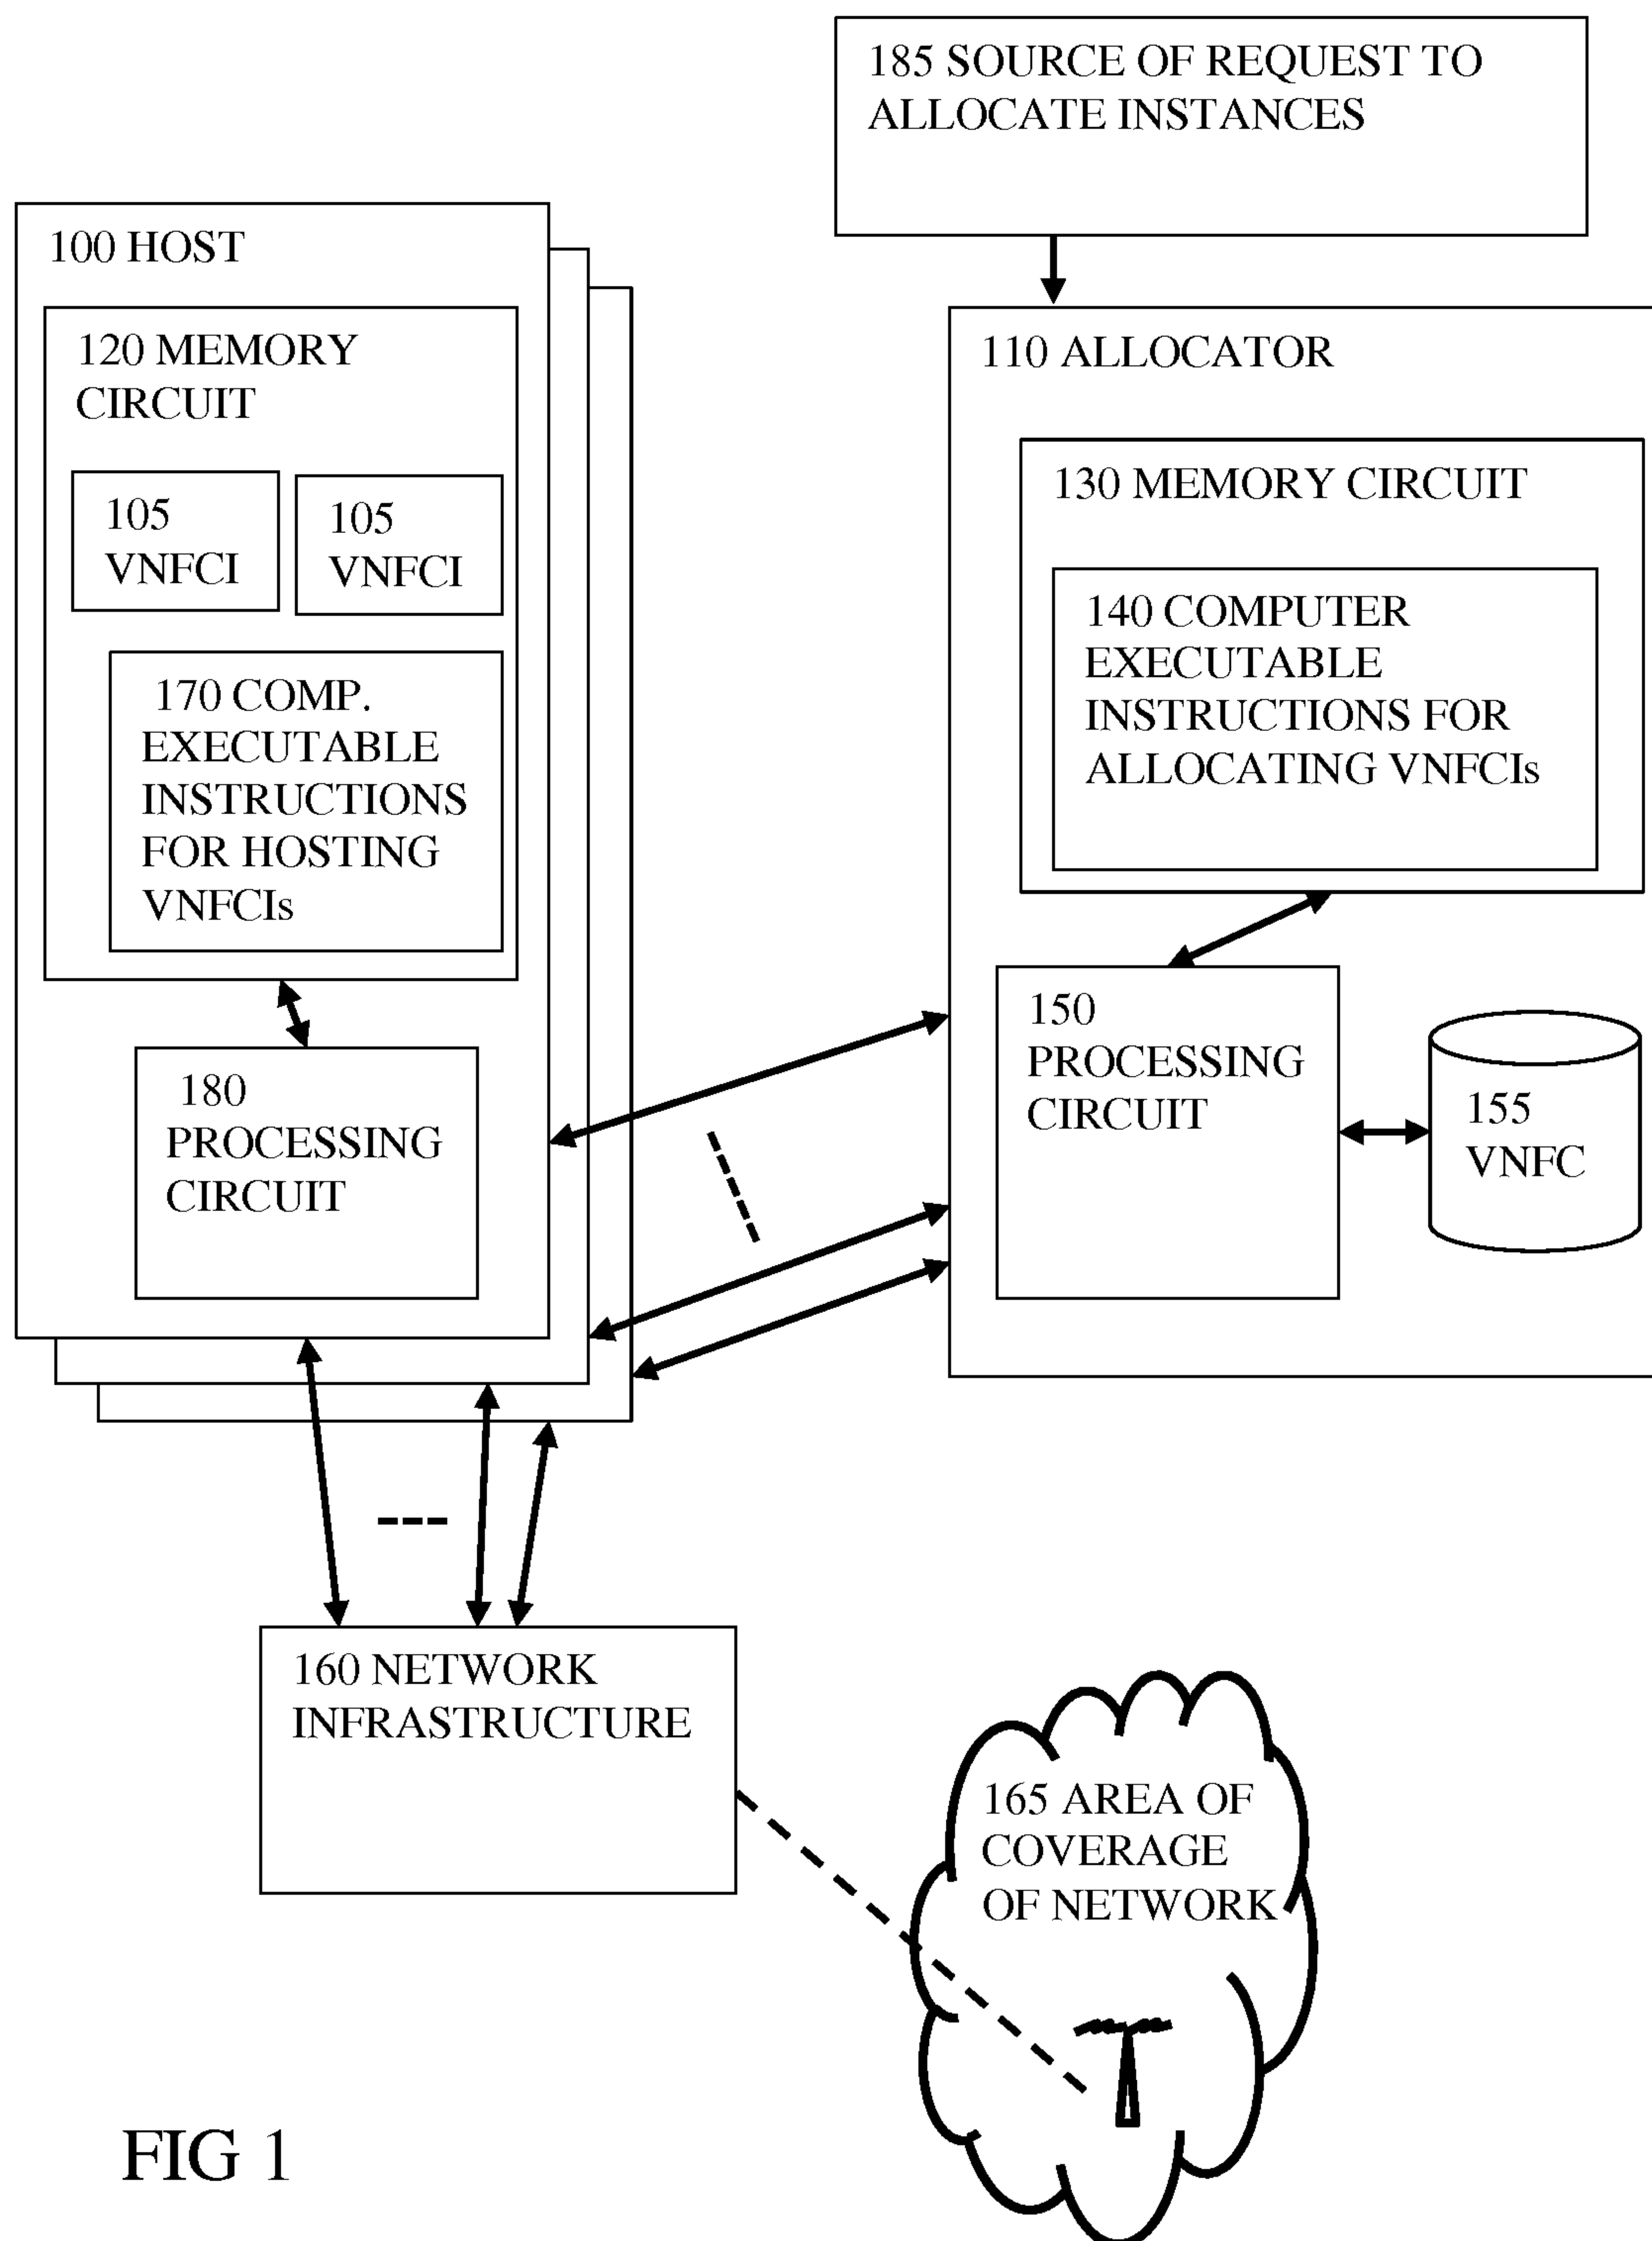 185 SOURCE OF REQUEST TO
ALLOCATE INSTANCES
100 HOST
120 MEMORY
CIRCUIT
105
VNFCI
105
VNFCI
170 COMP.
EXECUTABLE
INSTRUCTIONS
FOR HOSTING
VNFCIs
180
PROCESSING
CIRCUIT
110 ALLOCATOR
130 MEMORY CIRCUIT
140 COMPUTER
EXECUTABLE
INSTRUCTIONS FOR
ALLOCATING VNFCIs
150
PROCESSING
CIRCUIT
155
VNFC
160 NETWORK
INFRASTRUCTURE
165 AREA OF
COVERAGE
OF NETWORK
FIG 1